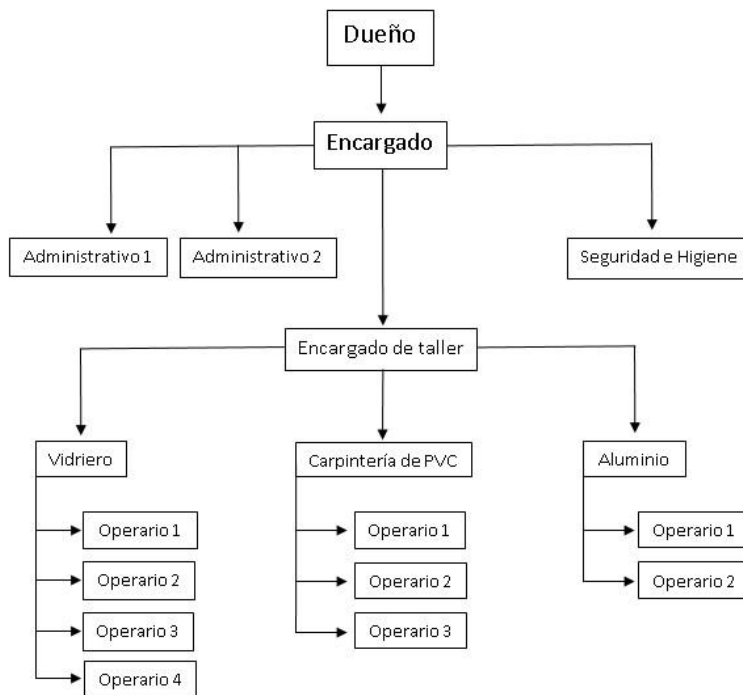 Dueño
Encargado
Administrativo 1
Administrativo 2
Seguridad e Higiene
Encargado de taller
Vidriero
Carpintería de PVC
Aluminio
Operario 1
Operario 2
Operario 3
Operario 4
Operario 1
Operario 2
Operario 3
Operario 1
Operario 2